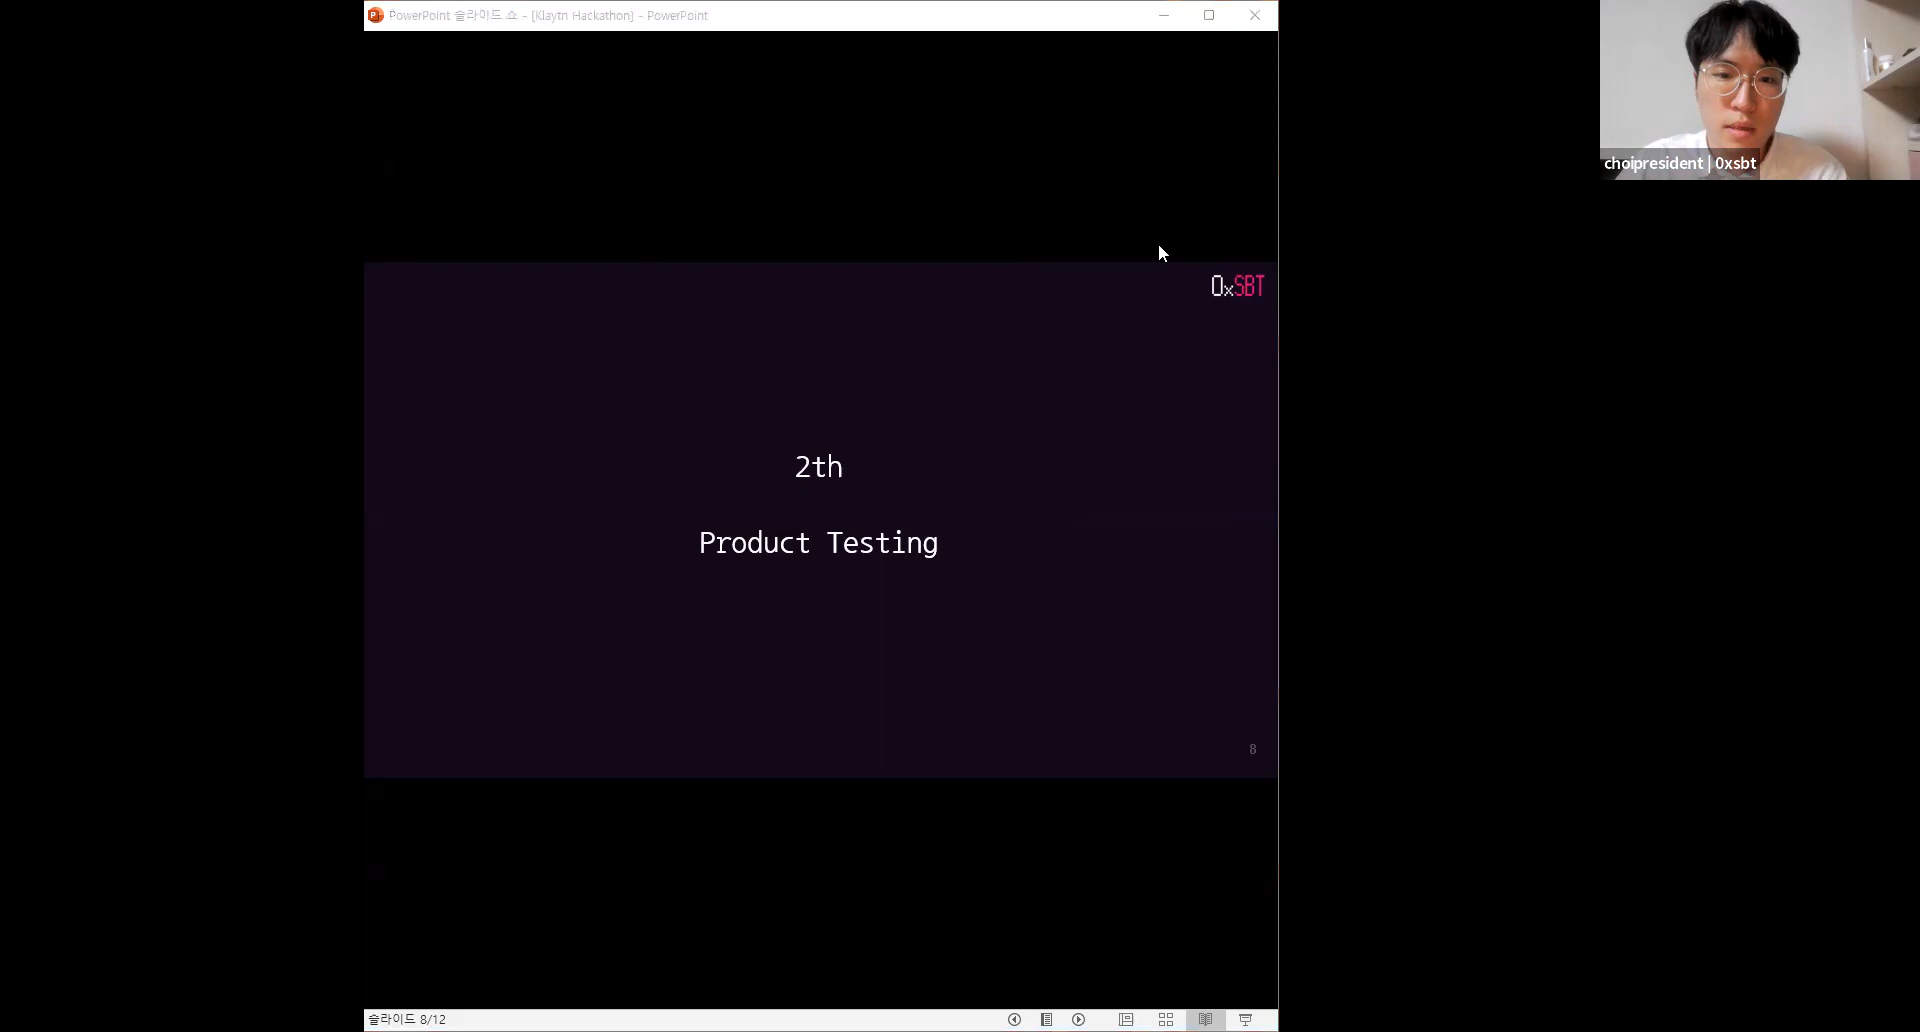 PowerPoint 슬라이드 쇼 - [Klaytn Hackathon] - PowerPoint
choipresident | 0xsbt
0xSBT
2th
Product Testing
8
슬라이드 8/12